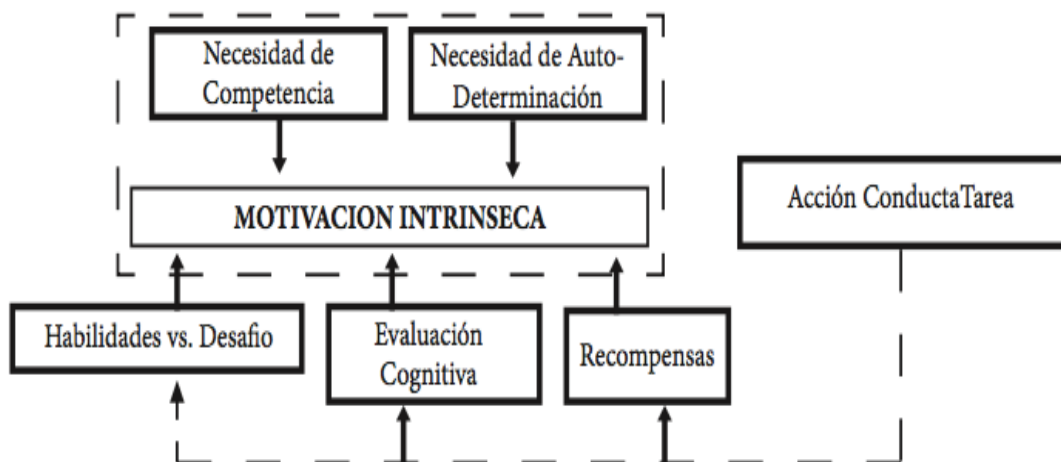 Necesidad de
Competencia
Necesidad de Auto-
Determinación
MOTIVACION INTRINSECA
Acción ConductaTarea
Habilidades vs. Desafio
Evaluación
Cognitiva
Recompensas